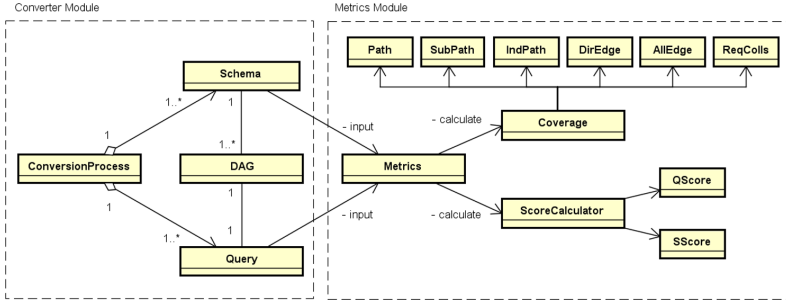 Converter Module
Metrics Module
Path
SubPath
IndPath
DirEdge
AllEdge
ReqColls
Schema
1..*
1
1
- input
- calculate
Coverage
1..*
ConversionProcess
DAG
Metrics
QScore
1
1
- input
- calculate
ScoreCalculator
1..*
1
SScore
Query